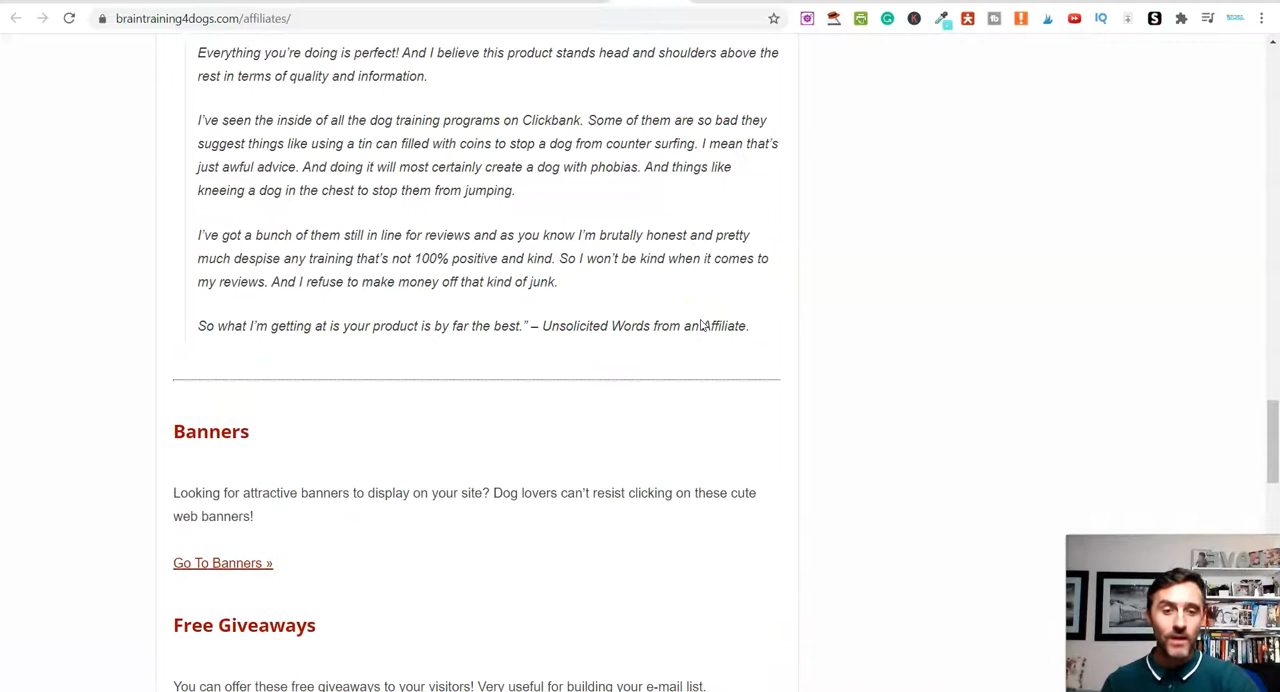 braintraining4dogs.com/affiliates/
Everything you're doing is perfect! And I believe this product stands head and shoulders above the
rest in terms of quality and information.
I've seen the inside of all the dog training programs on Clickbank. Some of them are so bad they
suggest things like using a tin can filled with coins to stop a dog from counter surfing. I mean that's
just awful advice. And doing it will most certainly create a dog with phobias. And things like
kneeing a dog in the chest to stop them from jumping.
I've got a bunch of them still in line for reviews and as you know I'm brutally honest and pretty
much despise any training that's not 100% positive and kind. So I won't be kind when it comes to
my reviews. And I refuse to make money off that kind of junk.
So what I'm getting at is your product is by far the best.” – Unsolicited Words from an Affiliate.
Banners
Looking for attractive banners to display on your site? Dog lovers can't resist clicking on these cute
web banners!
Go To Banners »
Free Giveaways
You can offer these free giveaways to your visitors! Very useful for building your e-mail list.